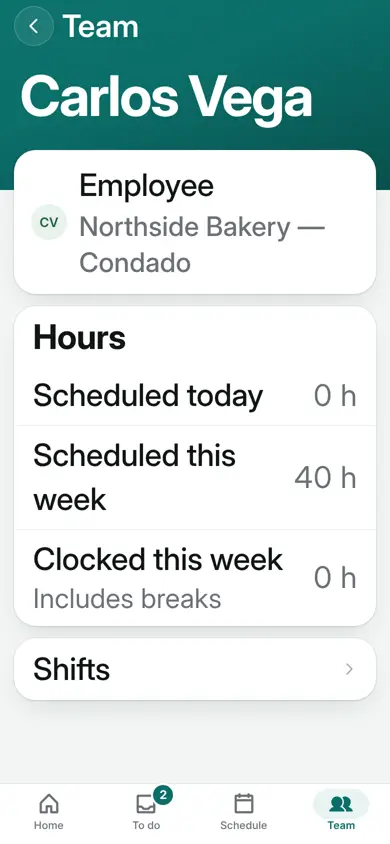 Team
Carlos Vega
CV
Employee
Northside Bakery —
Condado
Hours
Scheduled today
0 h
Scheduled this
week
40 h
Clocked this week
Includes breaks
0 h
Shifts
2
Home
To do
Schedule
Team